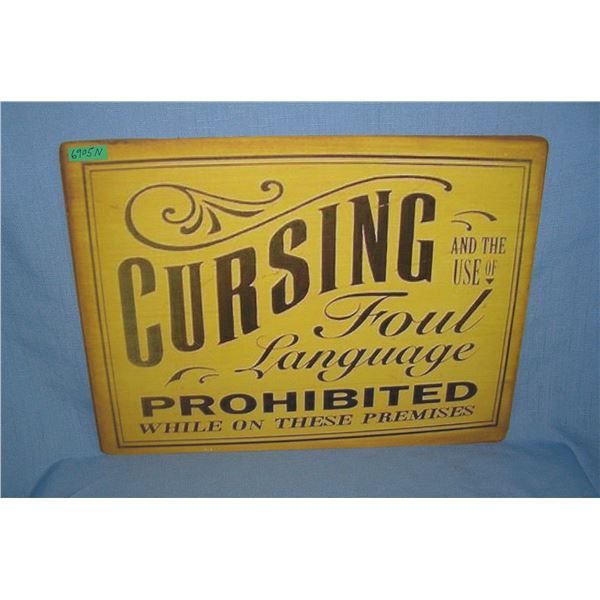 6905N
CURSING
AND THE
USE OF
Foul
Language
PROHIBITED
WHILE ON THESE PREMISES